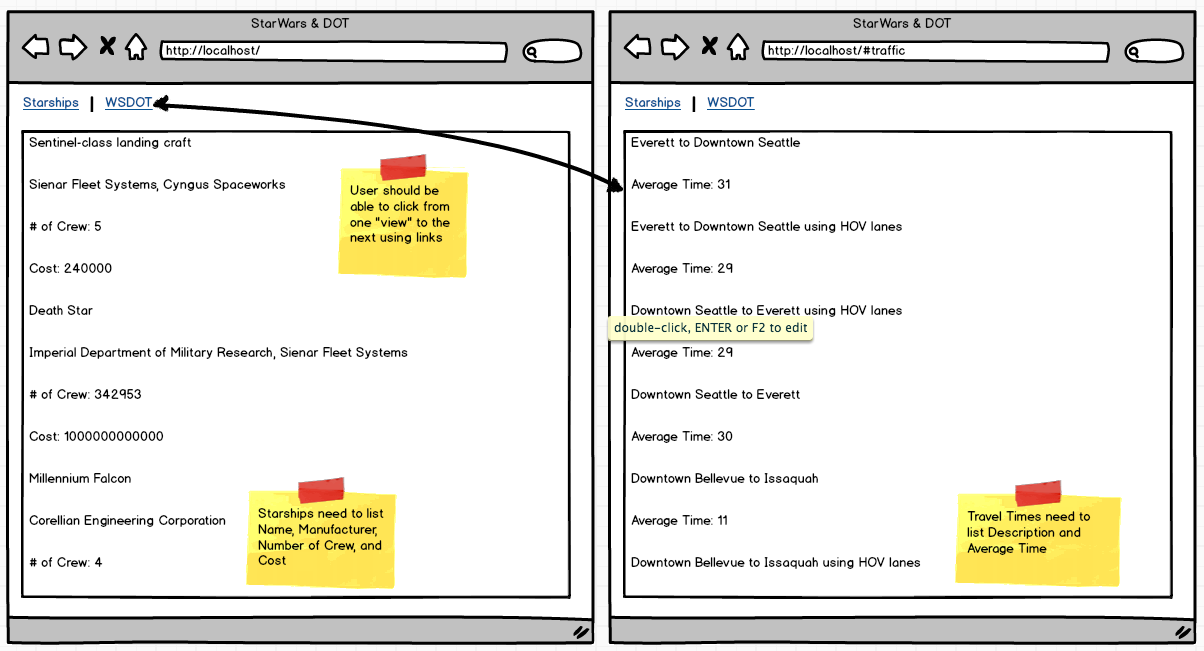 StarWars & DOT
http://localhost/
Starships | WSDOT
Sentinel-class landing craft
Sienar Fleet Systems, Cyngus Spaceworks
# of Crew: 5
Cost: 240000
Death Star
Imperial Department of Military Research, Sienar Fleet Systems
# of Crew: 342953
Cost: 1000000000000
Millennium Falcon
Corellian Engineering Corporation
# of Crew: 4
User should be
able to click from
one "view" to the
next using links
Starships need to list
Name, Manufacturer,
Number of Crew, and
Cost
StarWars & DOT
http://localhost/#traffic
Starships | WSDOT
Everett to Downtown Seattle
Average Time: 31
Everett to Downtown Seattle using HOV lanes
Average Time: 29
Downtown Seattle to Everett using HOV lanes
double-click, ENTER or F2 to edit
Average Time: 29
Downtown Seattle to Everett
Average Time: 30
Downtown Bellevue to Issaquah
Average Time: 11
Downtown Bellevue to Issaquah using HOV lanes
Travel Times need to
list Description and
Average Time